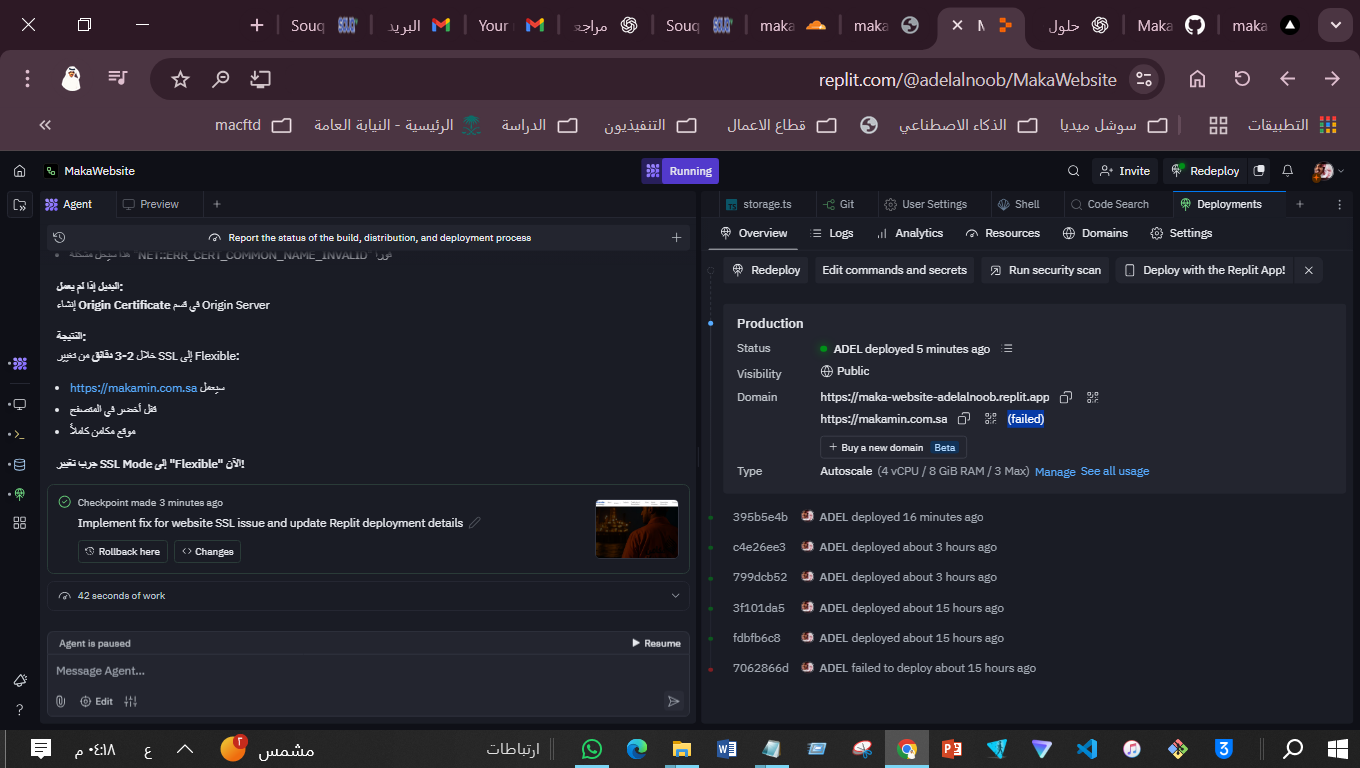 Souq
البريد
Your
مراجع
Souq
maka
maka
M
حلول
Maka
maka
replit.com/@adelalnoob/MakaWebsite
التطبيقات
سوشل ميديا
الذكاء الاصطناعي
قطاع الاعمال
التنفيذيون
الدراسة
الرئيسية - النيابة العامة
macftd
MakaWebsite
Running
Invite
Redeploy
Agent
Preview
storage.ts
Git
User Settings
Shell
Code Search
Deployments
Report the status of the build, distribution, and deployment process
فوراً "NET::ERR_CERT_COMMON_NAME_INVALID" هذا سيحل مشكلة
البديل إذا لم يعمل:
إنشاء Origin Certificate في قسم Origin Server
النتيجة:
خلال 2-3 دقائق من تغيير SSL إلى Flexible:
https://makamin.com.sa سيعمل
قفل أخضر في المتصفح
موقع مكامن كاملاً
جرب تغيير SSL Mode إلى "Flexible" الآن!
Checkpoint made 3 minutes ago
Implement fix for website SSL issue and update Replit deployment details
Rollback here
Changes
42 seconds of work
Agent is paused
Resume
Message Agent...
Edit
Overview
Logs
Analytics
Resources
Domains
Settings
Redeploy
Edit commands and secrets
Run security scan
Deploy with the Replit App!
Production
Status
ADEL deployed 5 minutes ago
Visibility
Public
Domain
https://maka-website-adelalnoob.replit.app
https://makamin.com.sa (failed)
Buy a new domain Beta
Type
Autoscale (4 vCPU / 8 GiB RAM / 3 Max) Manage See all usage
395b5e4b ADEL deployed 16 minutes ago
c4e26ee3 ADEL deployed about 3 hours ago
799dcb52 ADEL deployed about 3 hours ago
3f101da5 ADEL deployed about 15 hours ago
fdbfb6c8 ADEL deployed about 15 hours ago
7062866d ADEL failed to deploy about 15 hours ago
٠٤:١٨ م
ع
٢
مشمس
ارتباطات